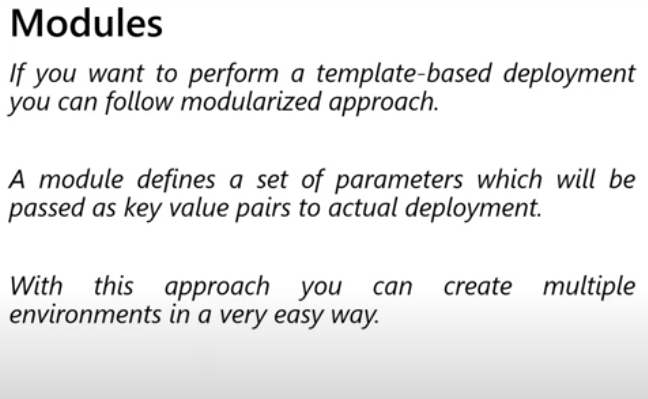 Modules
If you want to perform a template-based deployment
you can follow modularized approach.
A module defines a set of parameters which will be
passed as key value pairs to actual deployment.
With this approach you can create multiple
environments in a very easy way.